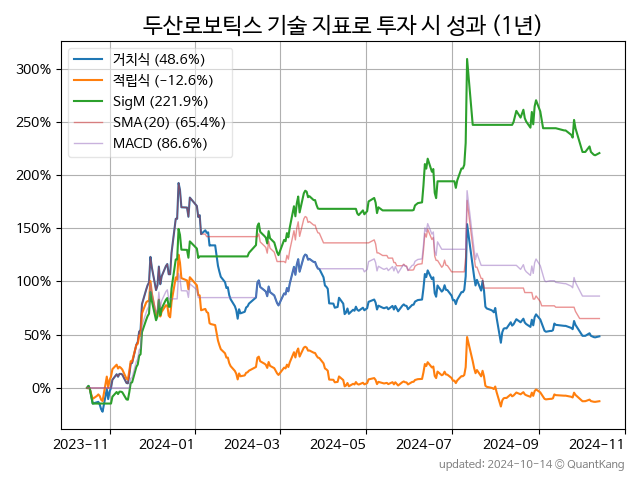 두산로보틱스 기술 지표로 투자 시 성과 (1년)
거치식 (48.6%)
적립식 (-12.6%)
SigM (221.9%)
SMA(20) (65.4%)
MACD (86.6%)
300%
250%
200%
150%
100%
50%
0%
2023-11
2024-01
2024-03
2024-05
2024-07
2024-09
2024-11
updated: 2024-10-14 © QuantKang